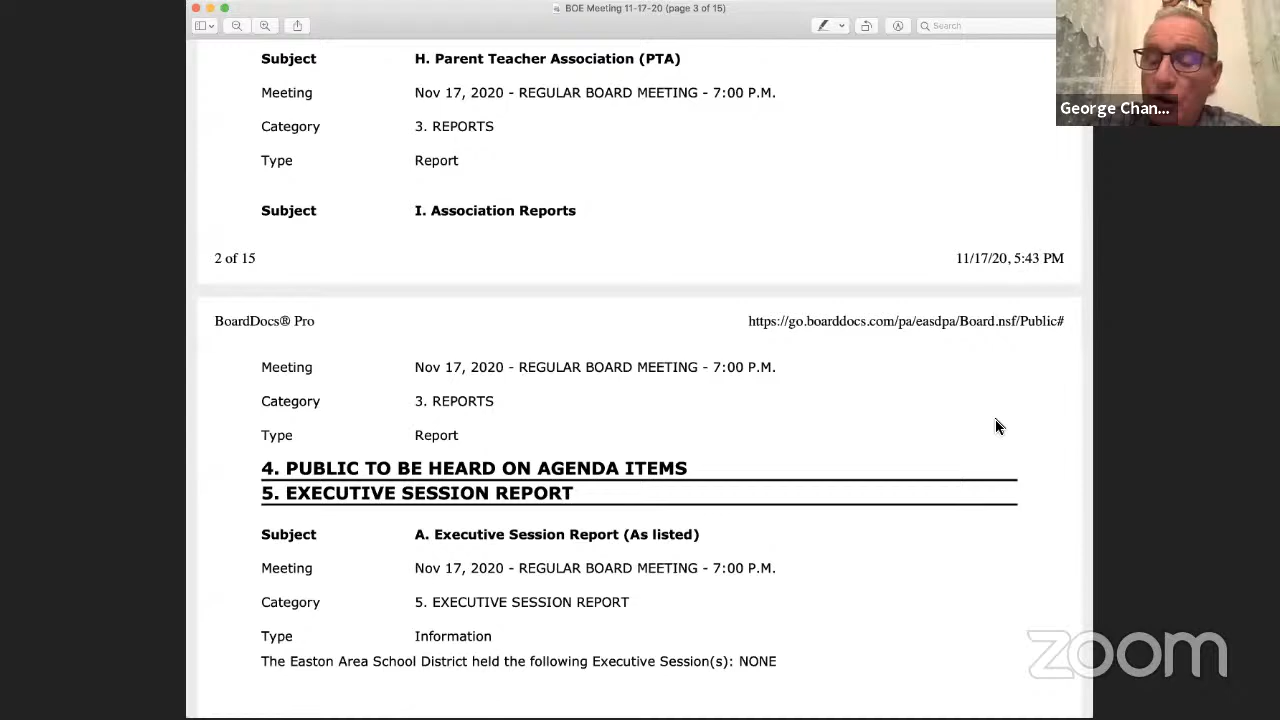 BOE Meeting 11-17-20 (page 3 of 15)
Search
Subject H. Parent Teacher Association (PTA)
Meeting Nov 17, 2020 - REGULAR BOARD MEETING - 7:00 P.M.
George Chan...
Category 3. REPORTS
Type Report
Subject I. Association Reports
2 of 15 11/17/20, 5:43 PM
BoardDocs® Pro https://go.boarddocs.com/pa/easdpa/Board.nsf/Public#
Meeting Nov 17, 2020 - REGULAR BOARD MEETING - 7:00 P.M.
Category 3. REPORTS
Type Report
4. PUBLIC TO BE HEARD ON AGENDA ITEMS
5. EXECUTIVE SESSION REPORT
Subject A. Executive Session Report (As listed)
Meeting Nov 17, 2020 - REGULAR BOARD MEETING - 7:00 P.M.
Category 5. EXECUTIVE SESSION REPORT
Type Information
The Easton Area School District held the following Executive Session(s): NONE
zoom